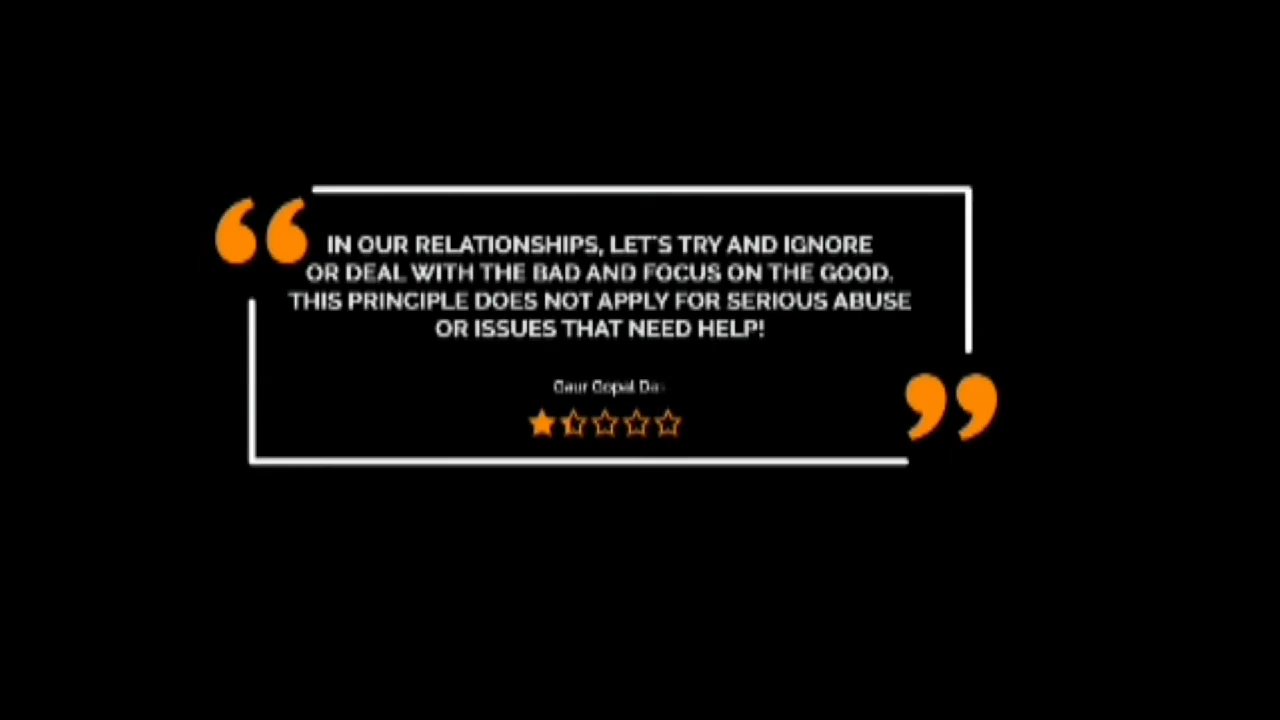 IN OUR RELATIONSHIPS, LET'S TRY AND IGNORE
OR DEAL WITH THE BAD AND FOCUS ON THE GOOD.
THIS PRINCIPLE DOES NOT APPLY FOR SERIOUS ABUSE
OR ISSUES THAT NEED HELP!
Gaur Gopal